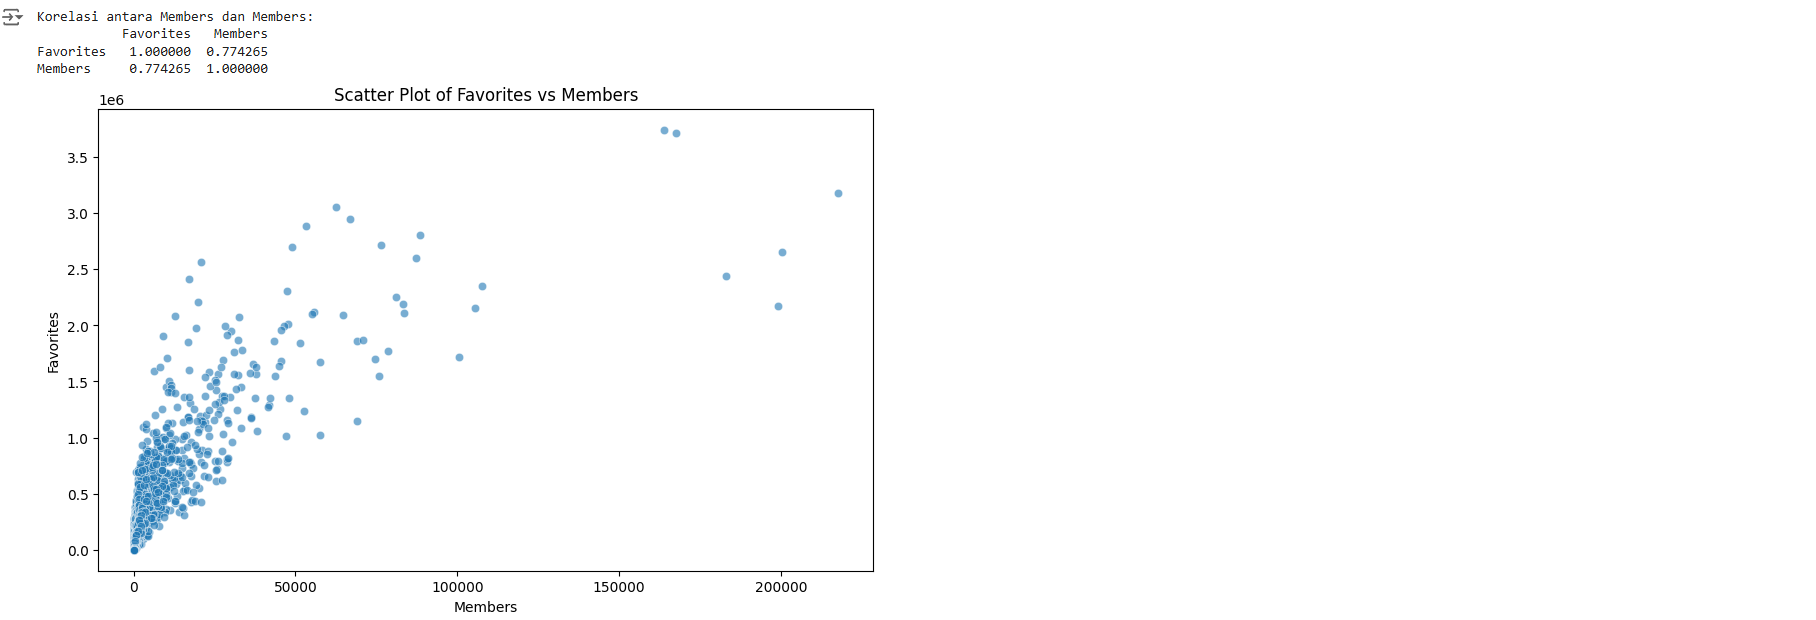 Korelasi antara Members dan Members:
Favorites Members
Favorites 1.000000 0.774265
Members 0.774265 1.000000
Scatter Plot of Favorites vs Members
1e6
3.5
3.0
2.5
2.0
1.5
1.0
0.5
0.0
Favorites
0 50000 100000 150000 200000
Members